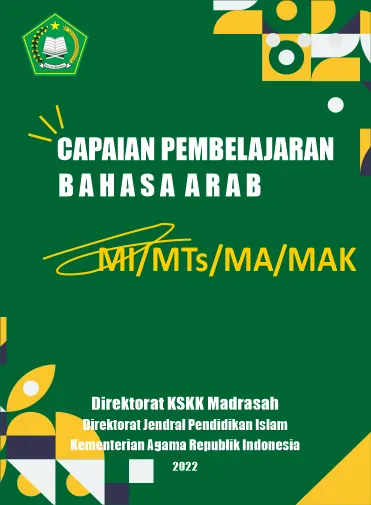 CAPAIAN PEMBELAJARAN
BAHASA ARAB
MI/MTs/MA/MAK
Direktorat KSKK Madrasah
Direktorat Jendral Pendidikan Islam
Kementerian Agama Republik Indonesia
2022